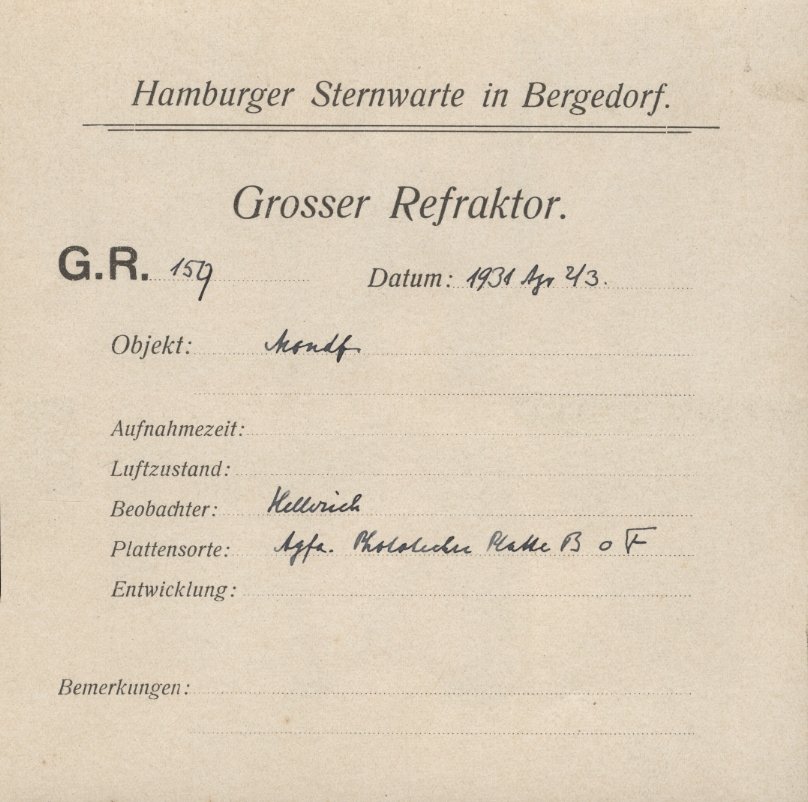 Hamburger Sternwarte in Bergedorf.
Grosser Refraktor.
G.R. 159
Datum: 1931 Apr 2/3.
Objekt: Mondf
Aufnahmezeit:
Luftzustand:
Beobachter: Hellerich
Plattensorte: Agfa. Platte B o F
Entwicklung:
Bemerkungen: